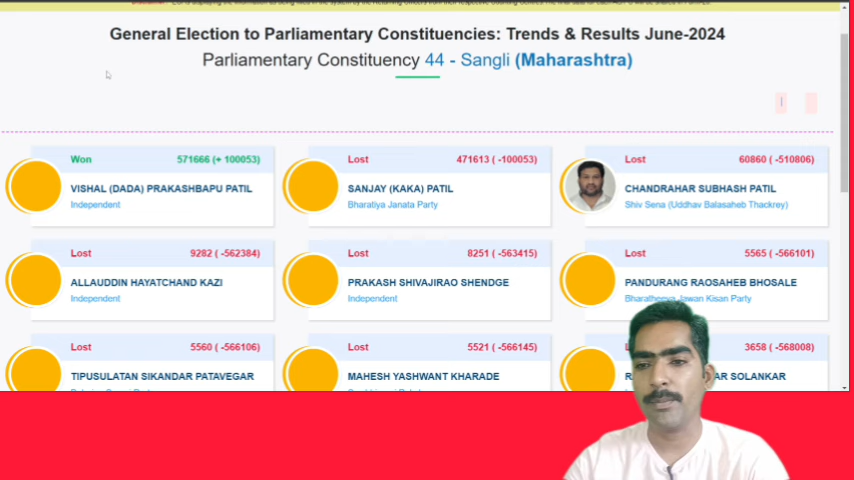 General Election to Parliamentary Constituencies: Trends & Results June-2024
Parliamentary Constituency 44 - Sangli (Maharashtra)
Won 571666 (+ 100053)
VISHAL (DADA) PRAKASHBAPU PATIL
Independent
Lost 471613 ( -100053)
SANJAY (KAKA) PATIL
Bharatiya Janata Party
Lost 60860 ( -510806)
CHANDRAHAR SUBHASH PATIL
Shiv Sena (Uddhav Balasaheb Thackrey)
Lost 9282 ( -562384)
ALLAUDDIN HAYATCHAND KAZI
Independent
Lost 8251 ( -563415)
PRAKASH SHIVAJIRAO SHENDGE
Independent
Lost 5565 ( -566101)
PANDURANG RAOSAHEB BHOSALE
Bharatheeya Jawan Kisan Party
Lost 5560 ( -566106)
TIPUSULATAN SIKANDAR PATAVEGAR
Lost 5521 ( -566145)
MAHESH YASHWANT KHARADE
3658 ( -568008)
SOLANKAR